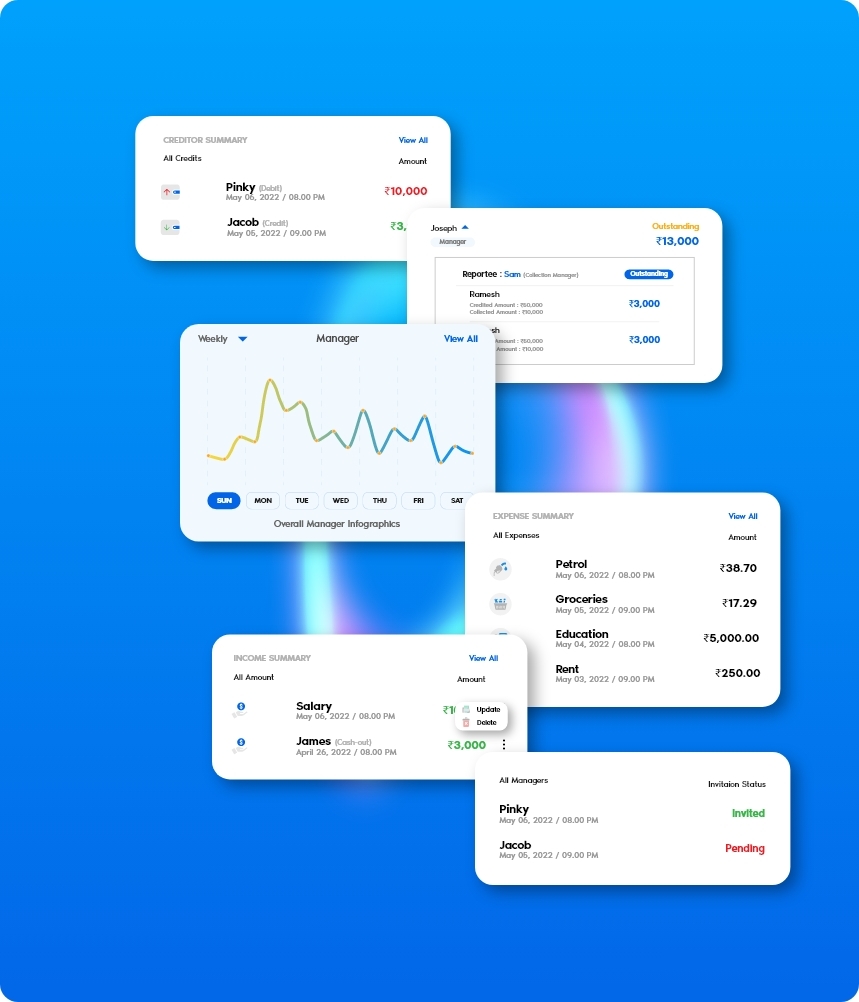 CREDITOR SUMMARY View All
All Credits Amount
Pinky (Debit) ₹10,000
May 06, 2022 / 08.00 PM
Jacob (Credit) ₹3,
May 05, 2022 / 09.00 PM
Joseph Outstanding
Manager ₹13,000
Reportee : Sam (Collection Manager) Outstanding
Ramesh
Credited Amount : ₹60,000 ₹3,000
Collected Amount : ₹10,000
sh
Amount : ₹60,000 ₹3,000
Amount : ₹10,000
Weekly Manager View All
SUN MON TUE WED THU FRI SAT
Overall Manager Infographics
EXPENSE SUMMARY View All
All Expenses Amount
Petrol ₹38.70
May 06, 2022 / 08.00 PM
Groceries ₹17.29
May 05, 2022 / 09.00 PM
Education ₹5,000.00
May 04, 2022 / 08.00 PM
Rent ₹250.00
May 03, 2022 / 09.00 PM
INCOME SUMMARY View All
All Amount Amount
Salary ₹10
May 06, 2022 / 08.00 PM
Update
Delete
James (Cash-out) ₹3,000
April 26, 2022 / 08.00 PM
All Managers Invitaion Status
Pinky Invited
May 06, 2022 / 08.00 PM
Jacob Pending
May 05, 2022 / 09.00 PM